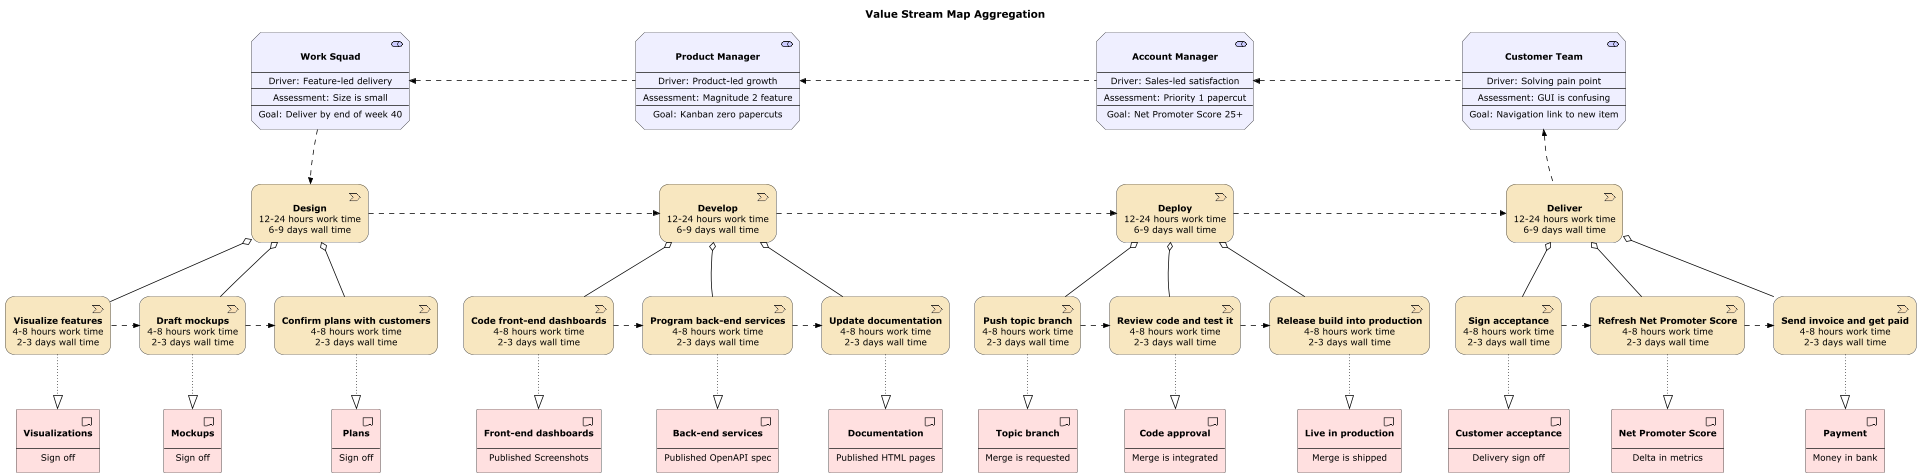 Value Stream Map Aggregation
Work Squad
Driver: Feature-led delivery
Assessment: Size is small
Goal: Deliver by end of week 40
Product Manager
Driver: Product-led growth
Assessment: Magnitude 2 feature
Goal: Kanban zero papercuts
Account Manager
Driver: Sales-led satisfaction
Assessment: Priority 1 papercut
Goal: Net Promoter Score 25+
Customer Team
Driver: Solving pain point
Assessment: GUI is confusing
Goal: Navigation link to new item
Design
12-24 hours work time
6-9 days wall time
Develop
12-24 hours work time
6-9 days wall time
Deploy
12-24 hours work time
6-9 days wall time
Deliver
12-24 hours work time
6-9 days wall time
Visualize features
4-8 hours work time
2-3 days wall time
Draft mockups
4-8 hours work time
2-3 days wall time
Confirm plans with customers
4-8 hours work time
2-3 days wall time
Code front-end dashboards
4-8 hours work time
2-3 days wall time
Program back-end services
4-8 hours work time
2-3 days wall time
Update documentation
4-8 hours work time
2-3 days wall time
Push topic branch
4-8 hours work time
2-3 days wall time
Review code and test it
4-8 hours work time
2-3 days wall time
Release build into production
4-8 hours work time
2-3 days wall time
Sign acceptance
4-8 hours work time
2-3 days wall time
Refresh Net Promoter Score
4-8 hours work time
2-3 days wall time
Send invoice and get paid
4-8 hours work time
2-3 days wall time
Visualizations
Sign off
Mockups
Sign off
Plans
Sign off
Front-end dashboards
Published Screenshots
Back-end services
Published OpenAPI spec
Documentation
Published HTML pages
Topic branch
Merge is requested
Code approval
Merge is integrated
Live in production
Merge is shipped
Customer acceptance
Delivery sign off
Net Promoter Score
Delta in metrics
Payment
Money in bank